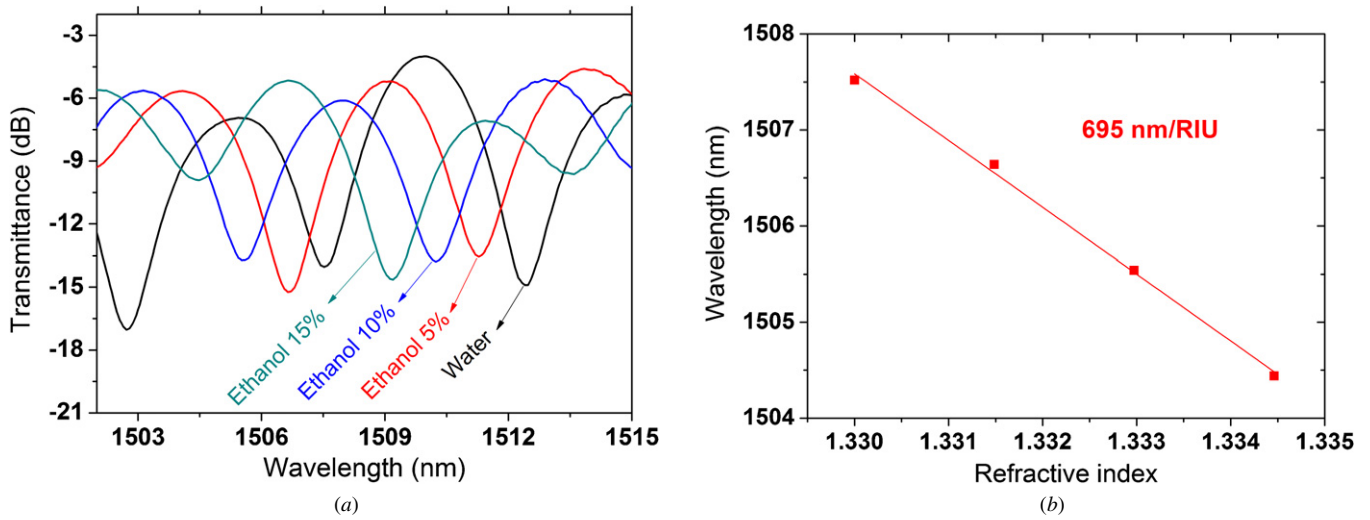 -3
-6
-9
-12
-15
-18
-21
Transmittance (dB)
1503 1506 1509 1512 1515
Wavelength (nm)
Ethanol 15%
Ethanol 10%
Ethanol 5%
Water
(a)
1508
1507
1506
1505
1504
Wavelength (nm)
695 nm/RIU
1.330 1.331 1.332 1.333 1.334 1.335
Refractive index
(b)